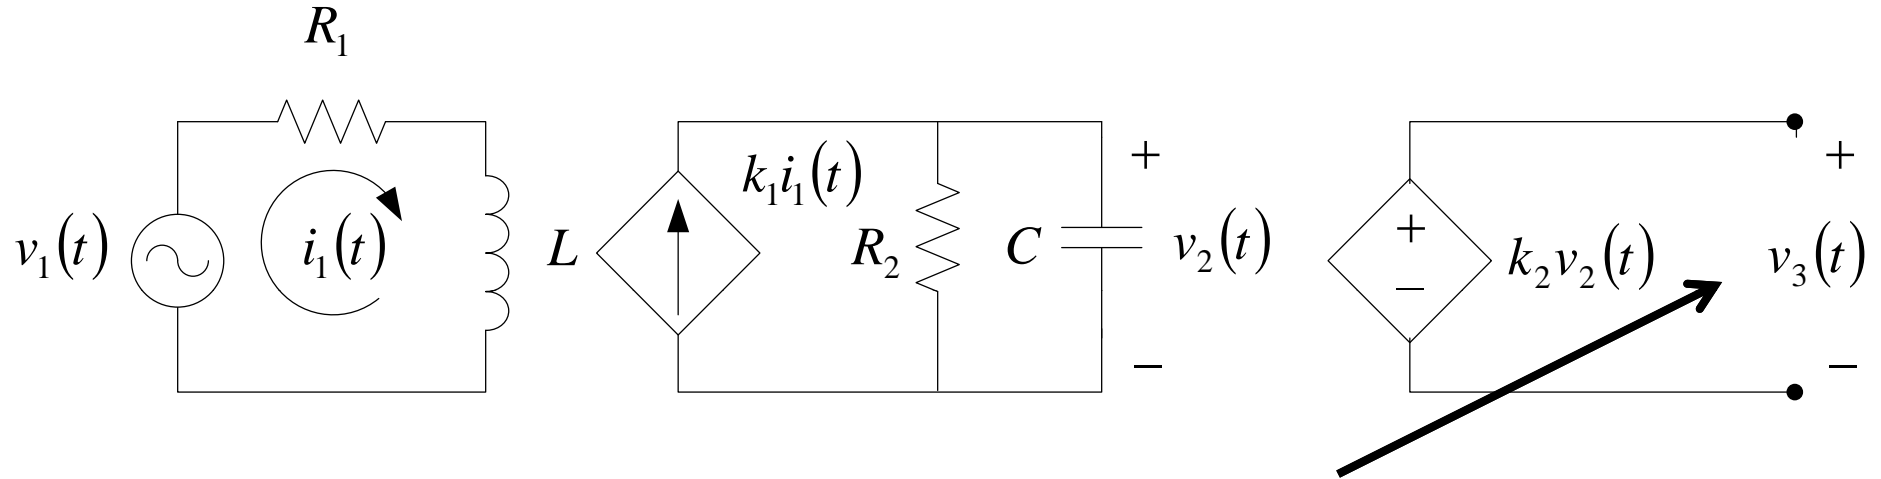 R₁
v₁(t)
i₁(t)
L
k₁i₁(t)
R₂
C
+
v₂(t)
−
+
−
k₂v₂(t)
+
v₃(t)
−